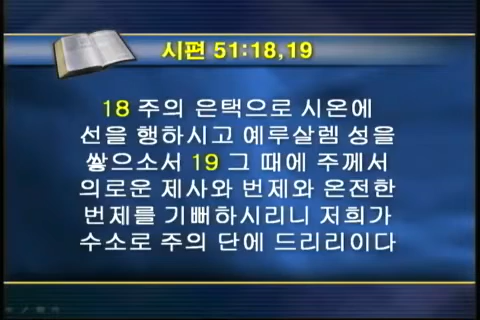 시편 51:18,19
18 주의 은택으로 시온에
선을 행하시고 예루살렘 성을
쌓으소서 19 그 때에 주께서
의로운 제사와 번제와 온전한
번제를 기뻐하시리니 저희가
수소로 주의 단에 드리리이다